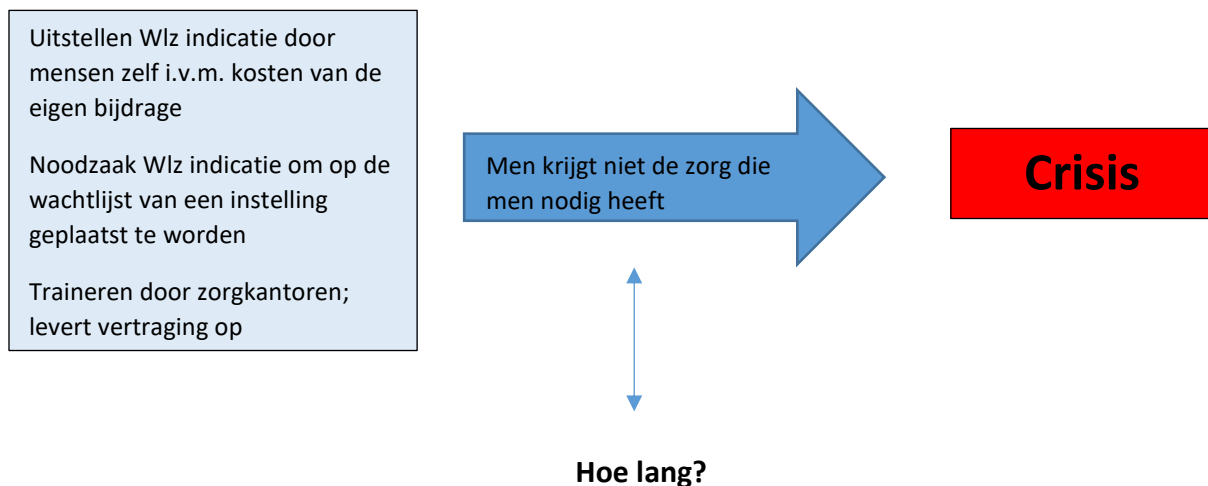 Uitstellen Wlz indicatie door
mensen zelf i.v.m. kosten van de
eigen bijdrage
Noodzaak Wlz indicatie om op de
wachtlijst van een instelling
geplaatst te worden
Traineren door zorgkantoren;
levert vertraging op
Men krijgt niet de zorg die
men nodig heeft
Crisis
Hoe lang?